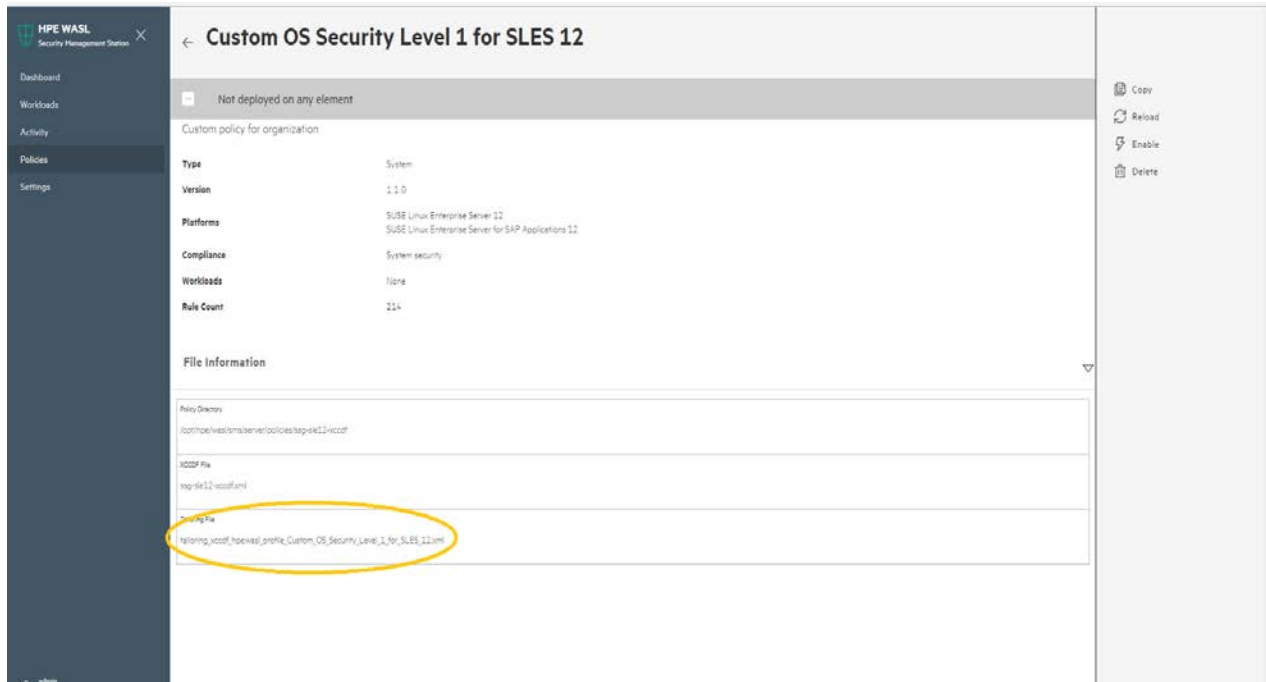 HPE WASL
Security Management Station
Dashboard
Workloads
Activity
Policies
Settings
admin
← Custom OS Security Level 1 for SLES 12
Not deployed on any element
Custom policy for organization
Type System
Version 1.1.0
Platforms SUSE Linux Enterprise Server 12
SUSE Linux Enterprise Server for SAP Applications 12
Compliance System security
Workloads None
Rule Count 214
File Information
Policy Directory
/opt/hpe/wasl/sms/server/policies/ssg-sle12-xccdf
XCCDF File
ssg-sle12-xccdf.xml
Tailoring File
tailoring_xccdf_hpewasl_profile_Custom_OS_Security_Level_1_for_SLES_12.xml
Copy
Reload
Enable
Delete